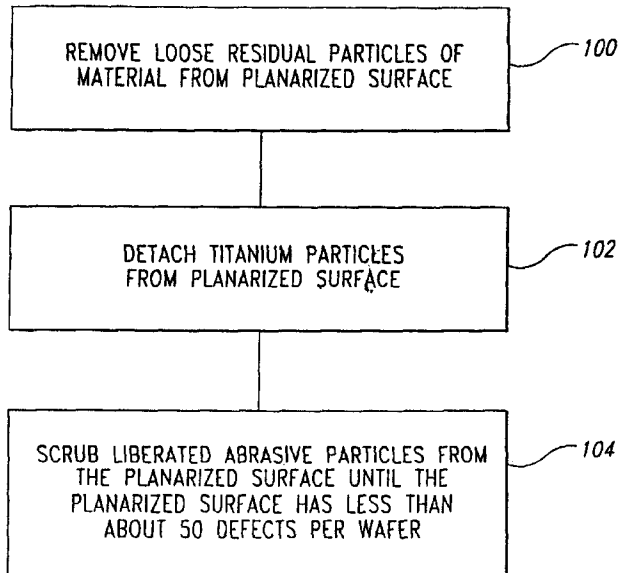 REMOVE LOOSE RESIDUAL PARTICLES OF
MATERIAL FROM PLANARIZED SURFACE
100
DETACH TITANIUM PARTICLES
FROM PLANARIZED SURFACE
102
SCRUB LIBERATED ABRASIVE PARTICLES FROM
THE PLANARIZED SURFACE UNTIL THE
PLANARIZED SURFACE HAS LESS THAN
ABOUT 50 DEFECTS PER WAFER
104